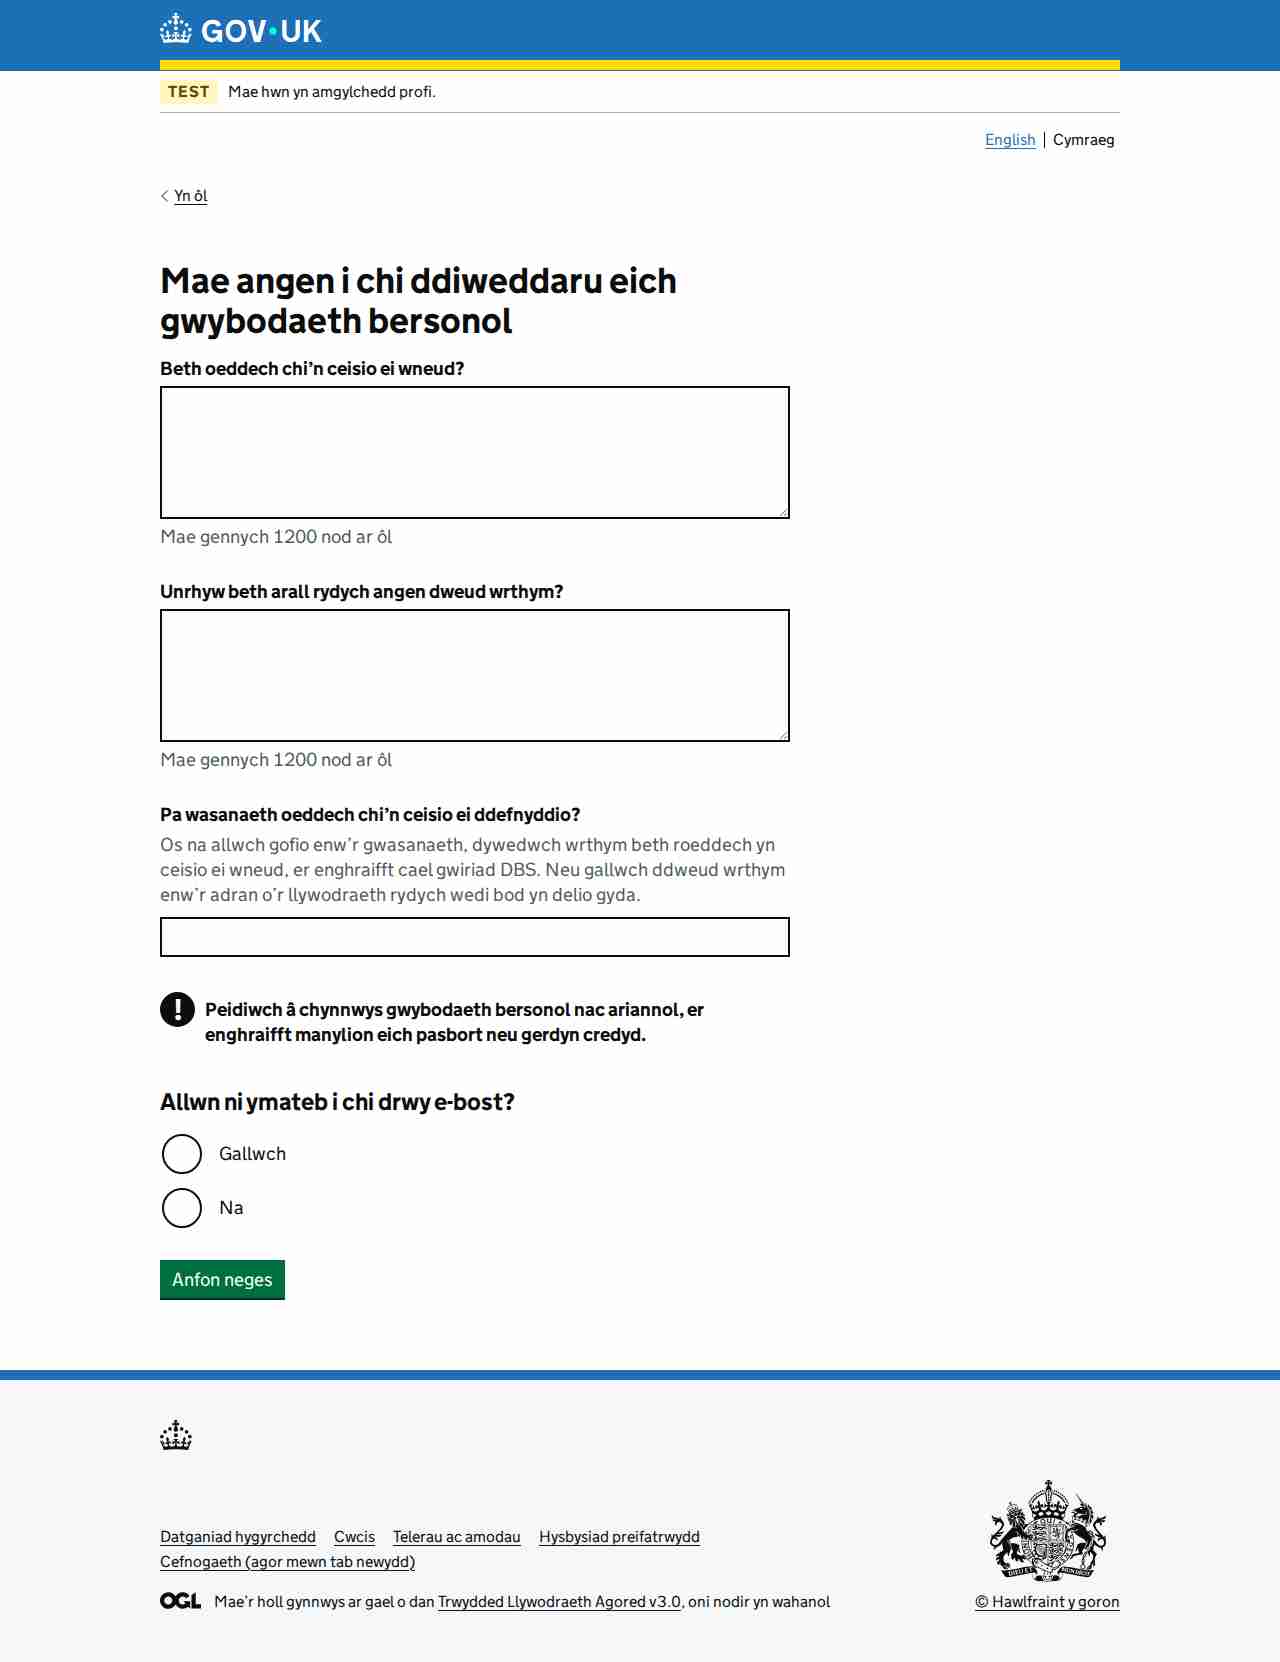 GOV·UK
TEST Mae hwn yn amgylchedd profi.
English Cymraeg
Yn ôl
Mae angen i chi ddiweddaru eich
gwybodaeth bersonol
Beth oeddech chi’n ceisio ei wneud?
Mae gennych 1200 nod ar ôl
Unrhyw beth arall rydych angen dweud wrthym?
Mae gennych 1200 nod ar ôl
Pa wasanaeth oeddech chi’n ceisio ei ddefnyddio?
Os na allwch gofio enw’r gwasanaeth, dywedwch wrthym beth roeddech yn
ceisio ei wneud, er enghraifft cael gwiriad DBS. Neu gallwch ddweud wrthym
enw’r adran o’r llywodraeth rydych wedi bod yn delio gyda.
! Peidiwch â chynnwys gwybodaeth bersonol nac ariannol, er
enghraifft manylion eich pasbort neu gerdyn credyd.
Allwn ni ymateb i chi drwy e-bost?
Gallwch
Na
Anfon neges
Datganiad hygyrchedd Cwcis Telerau ac amodau Hysbysiad preifatrwydd
Cefnogaeth (agor mewn tab newydd)
OGL Mae’r holl gynnwys ar gael o dan Trwydded Llywodraeth Agored v3.0, oni nodir yn wahanol
© Hawlfraint y goron